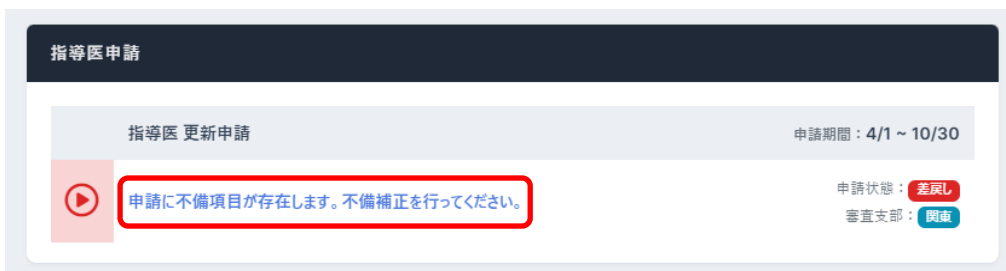 指導医申請
指導医 更新申請
申請期間：4/1 ~ 10/30
申請に不備項目が存在します。不備補正を行ってください。
申請状態：差戻し
審査支部：関東